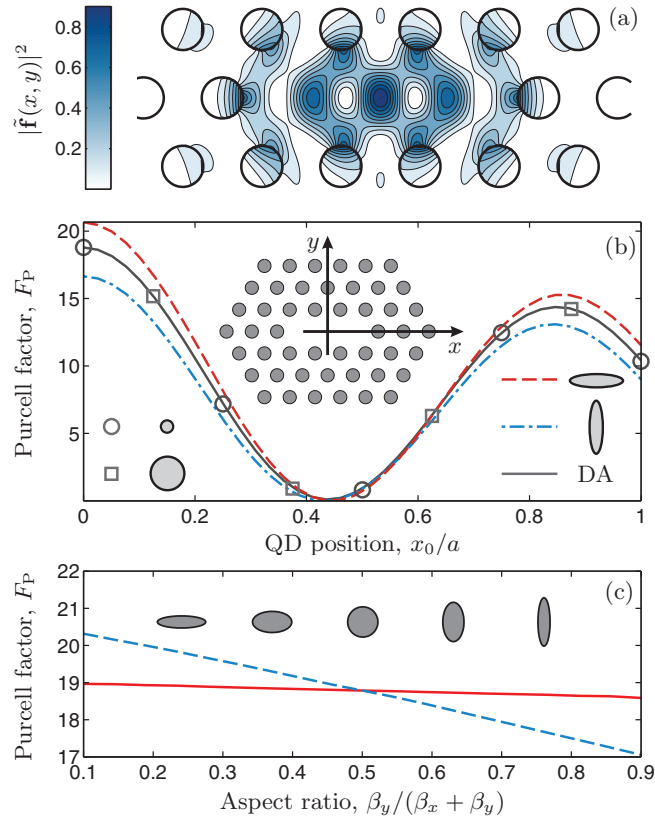 (a)
0.8
0.6
0.4
0.2
|f̃(x, y)|²
(b)
20
15
10
5
Purcell factor, F_P
y
x
DA
0 0.2 0.4 0.6 0.8 1
QD position, x₀/a
(c)
22
21
20
19
18
17
Purcell factor, F_P
0.1 0.2 0.3 0.4 0.5 0.6 0.7 0.8 0.9
Aspect ratio, β_y/(β_x + β_y)